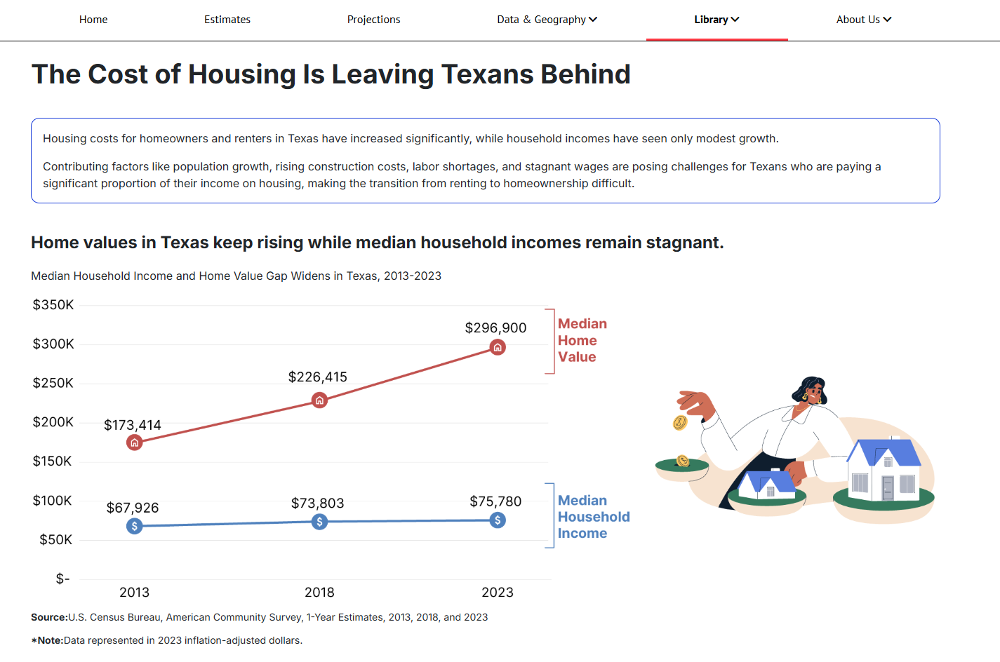 Home Estimates Projections Data & Geography Library About Us
The Cost of Housing Is Leaving Texans Behind
Housing costs for homeowners and renters in Texas have increased significantly, while household incomes have seen only modest growth.
Contributing factors like population growth, rising construction costs, labor shortages, and stagnant wages are posing challenges for Texans who are paying a
significant proportion of their income on housing, making the transition from renting to homeownership difficult.
Home values in Texas keep rising while median household incomes remain stagnant.
Median Household Income and Home Value Gap Widens in Texas, 2013-2023
$350K
$300K
$250K
$200K
$150K
$100K
$50K
$-
$173,414
$226,415
$296,900
Median
Home
Value
$67,926
$73,803
$75,780
Median
Household
Income
$ $ $
2013 2018 2023
Source:U.S. Census Bureau, American Community Survey, 1-Year Estimates, 2013, 2018, and 2023
*Note:Data represented in 2023 inflation-adjusted dollars.